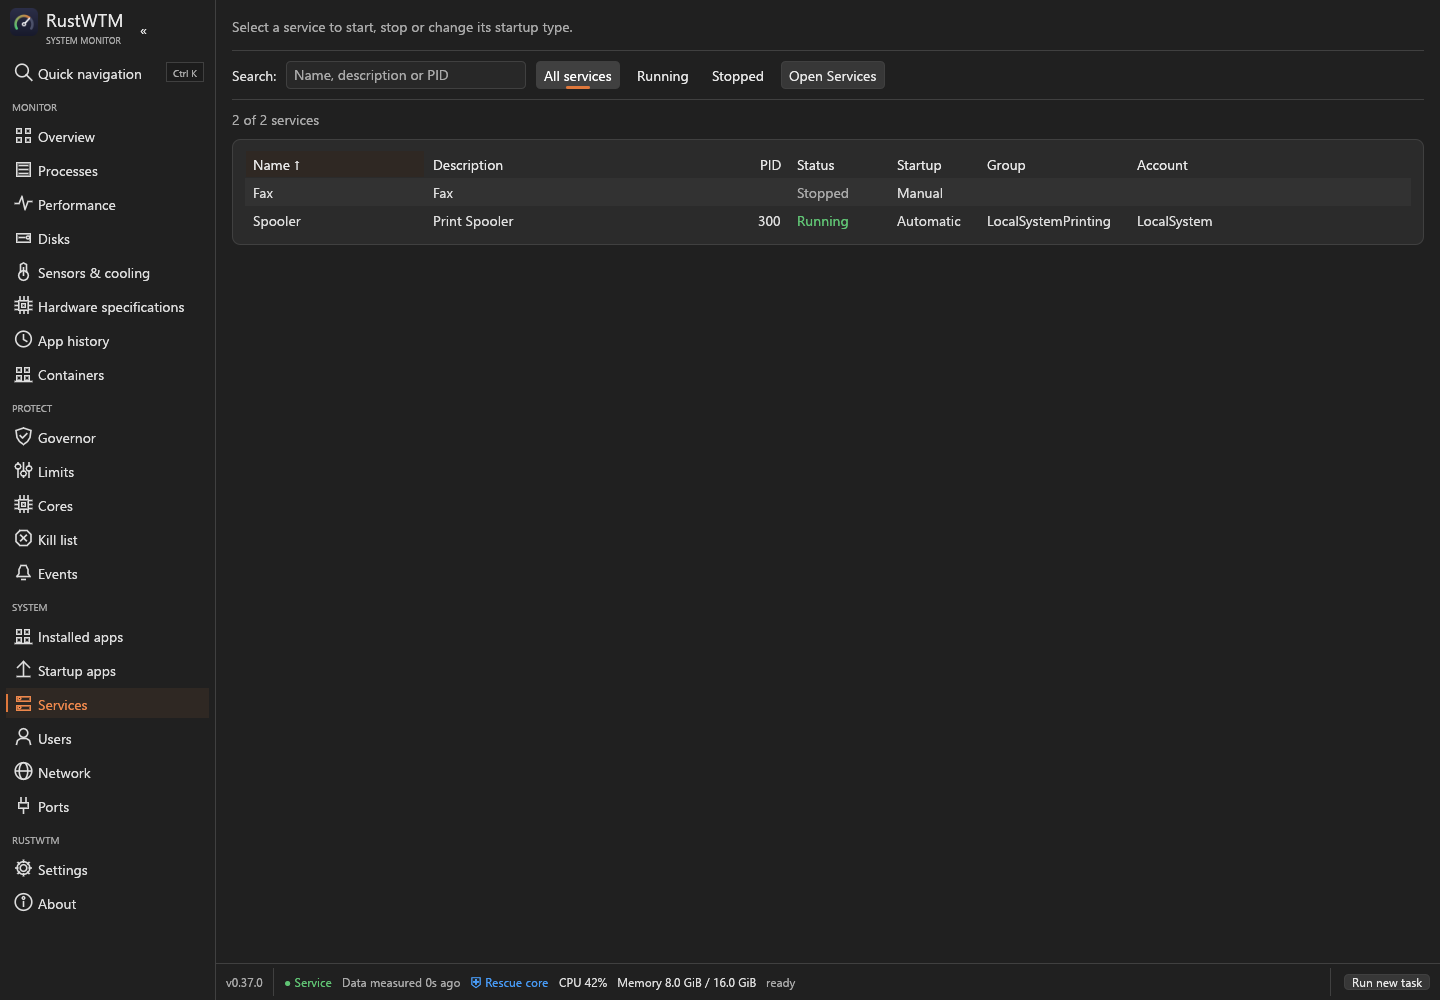 RustWTM
SYSTEM MONITOR
«
Quick navigation Ctrl K
MONITOR
Overview
Processes
Performance
Disks
Sensors & cooling
Hardware specifications
App history
Containers
PROTECT
Governor
Limits
Cores
Kill list
Events
SYSTEM
Installed apps
Startup apps
Services
Users
Network
Ports
RUSTWTM
Settings
About
Select a service to start, stop or change its startup type.
Search: Name, description or PID All services Running Stopped Open Services
2 of 2 services
Name ↑ Description PID Status Startup Group Account
Fax Fax Stopped Manual
Spooler Print Spooler 300 Running Automatic LocalSystemPrinting LocalSystem
v0.37.0 ● Service Data measured 0s ago Rescue core CPU 42% Memory 8.0 GiB / 16.0 GiB ready Run new task